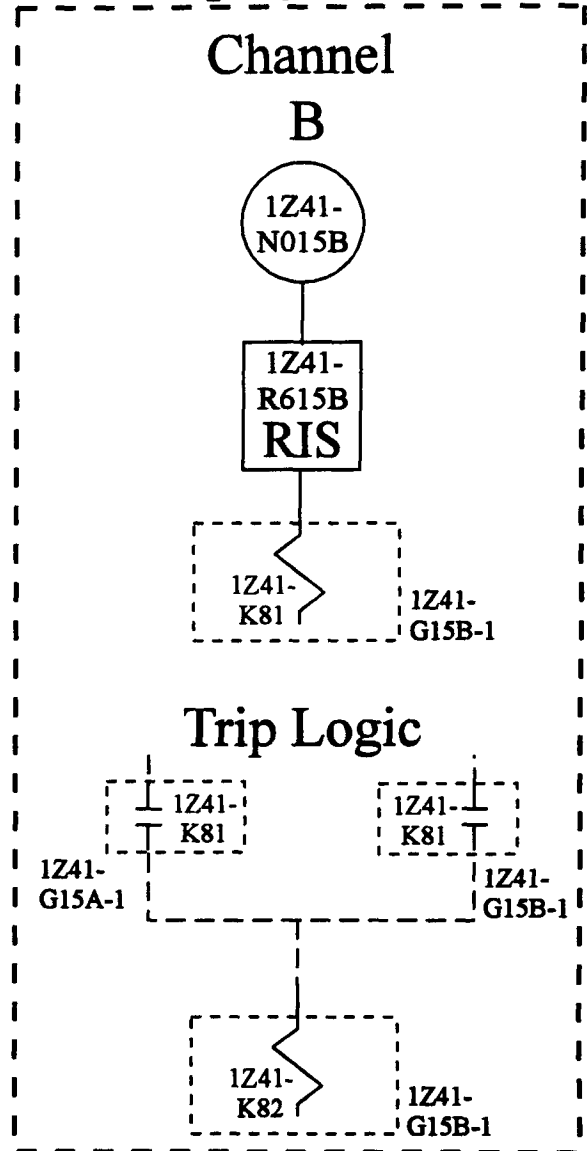 Channel
B
1Z41-
N015B
1Z41-
R615B
RIS
1Z41-
K81
1Z41-
G15B-1
Trip Logic
1Z41-
K81
1Z41-
K81
1Z41-
G15A-1
1Z41-
G15B-1
1Z41-
K82
1Z41-
G15B-1